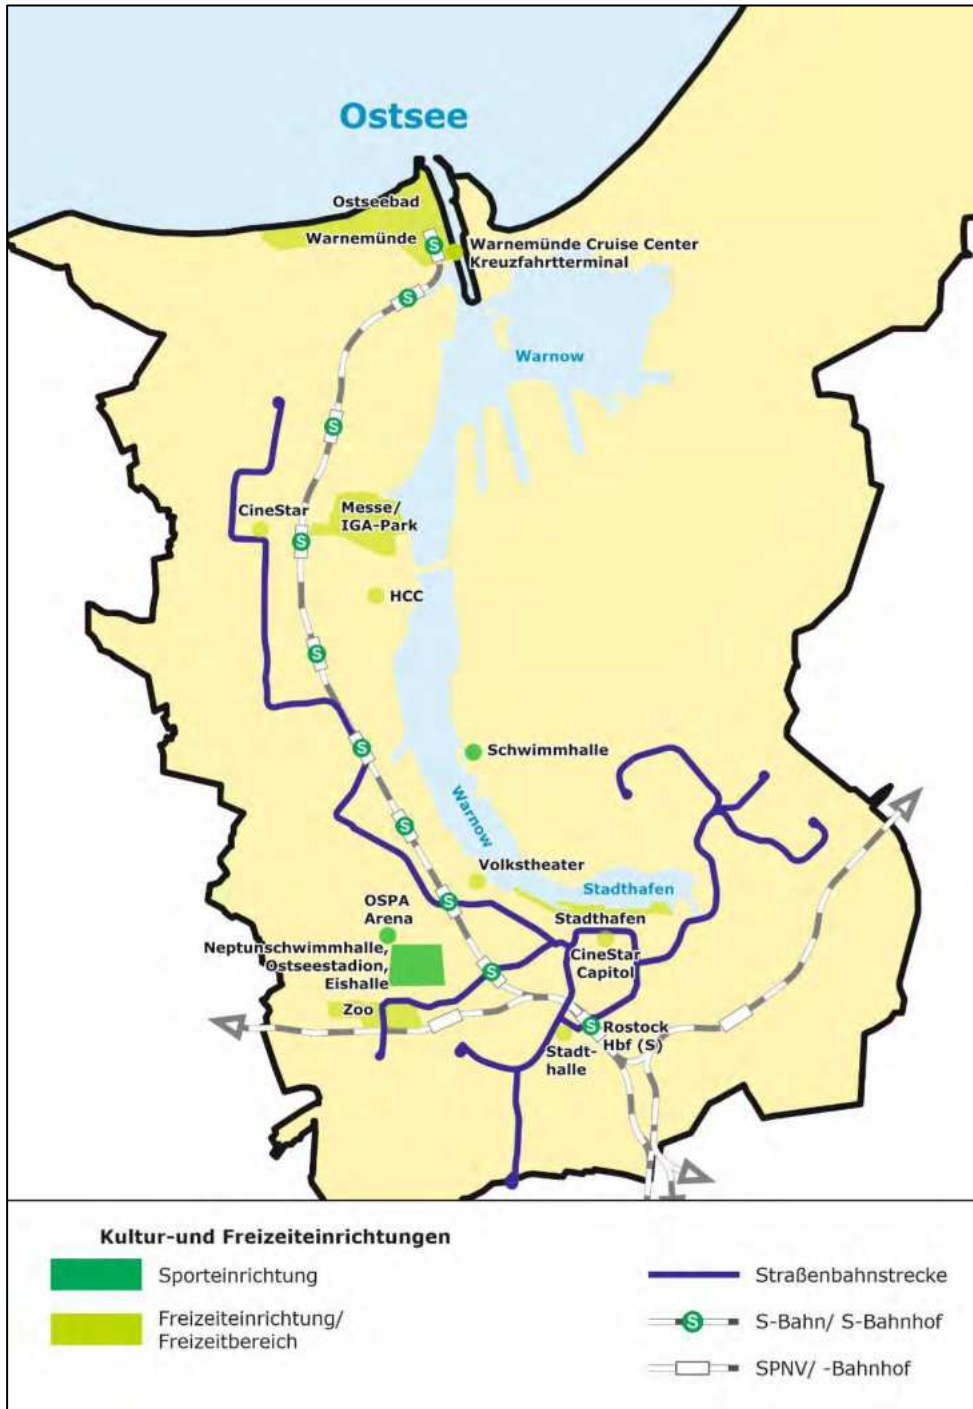 Ostsee
Ostseebad
Warnemünde
S
Warnemünde Cruise Center
Kreuzfahrtterminal
S
Warnow
S
CineStar
Messe/
IGA-Park
S
HCC
S
S
Schwimmhalle
Warnow
S
Volkstheater
Stadthafen
S
OSPA
Arena
Stadthafen
Neptunschwimmhalle,
Ostseestadion,
Eishalle
CineStar
Capitol
S
Zoo
S
Rostock
Hbf (S)
Stadt-
halle
Kultur-und Freizeiteinrichtungen
Sporteinrichtung
Freizeiteinrichtung/
Freizeitbereich
Straßenbahnstrecke
S
S-Bahn/ S-Bahnhof
SPNV/ -Bahnhof